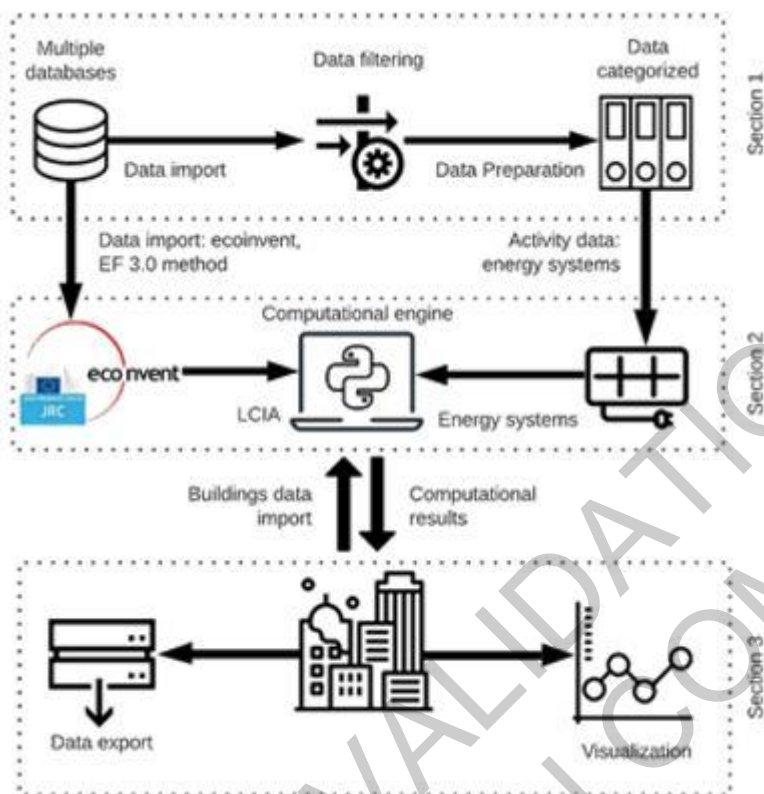 Multiple
databases
Data filtering
Data
categorized
Data import
Data Preparation
Section 1
Data import: ecoinvent,
EF 3.0 method
Activity data:
energy systems
Computational engine
ecoinvent
JRC
LCIA
Energy systems
Section 2
Buildings data
import
Computational
results
Data export
Visualization
Section 3